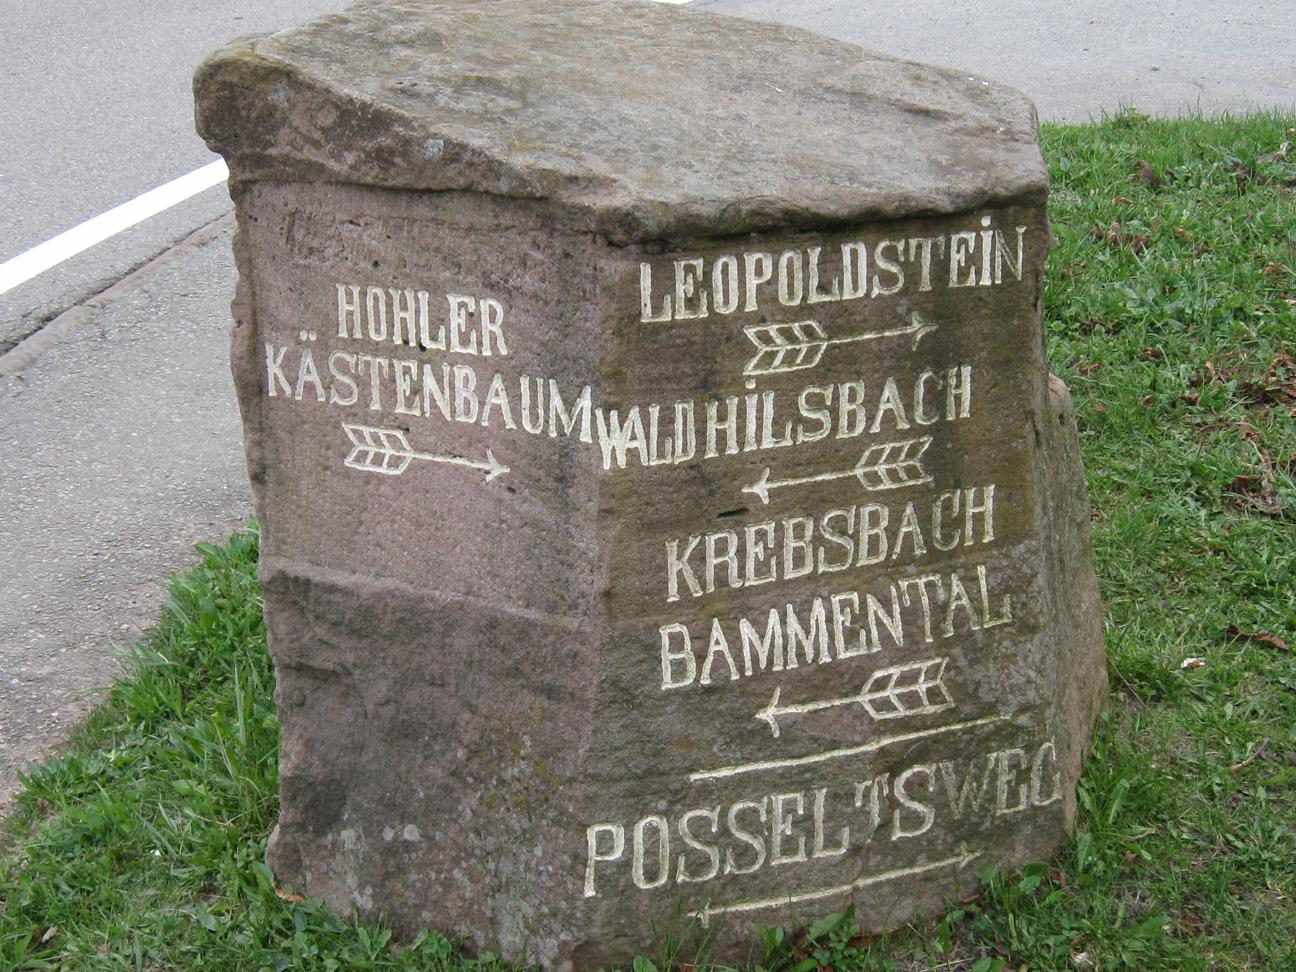 HOHLER
KÄSTENBAUM
LEOPOLDSTEIN
WALDHILSBACH
KREBSBACH
BAMMENTAL
POSSELTSWEG